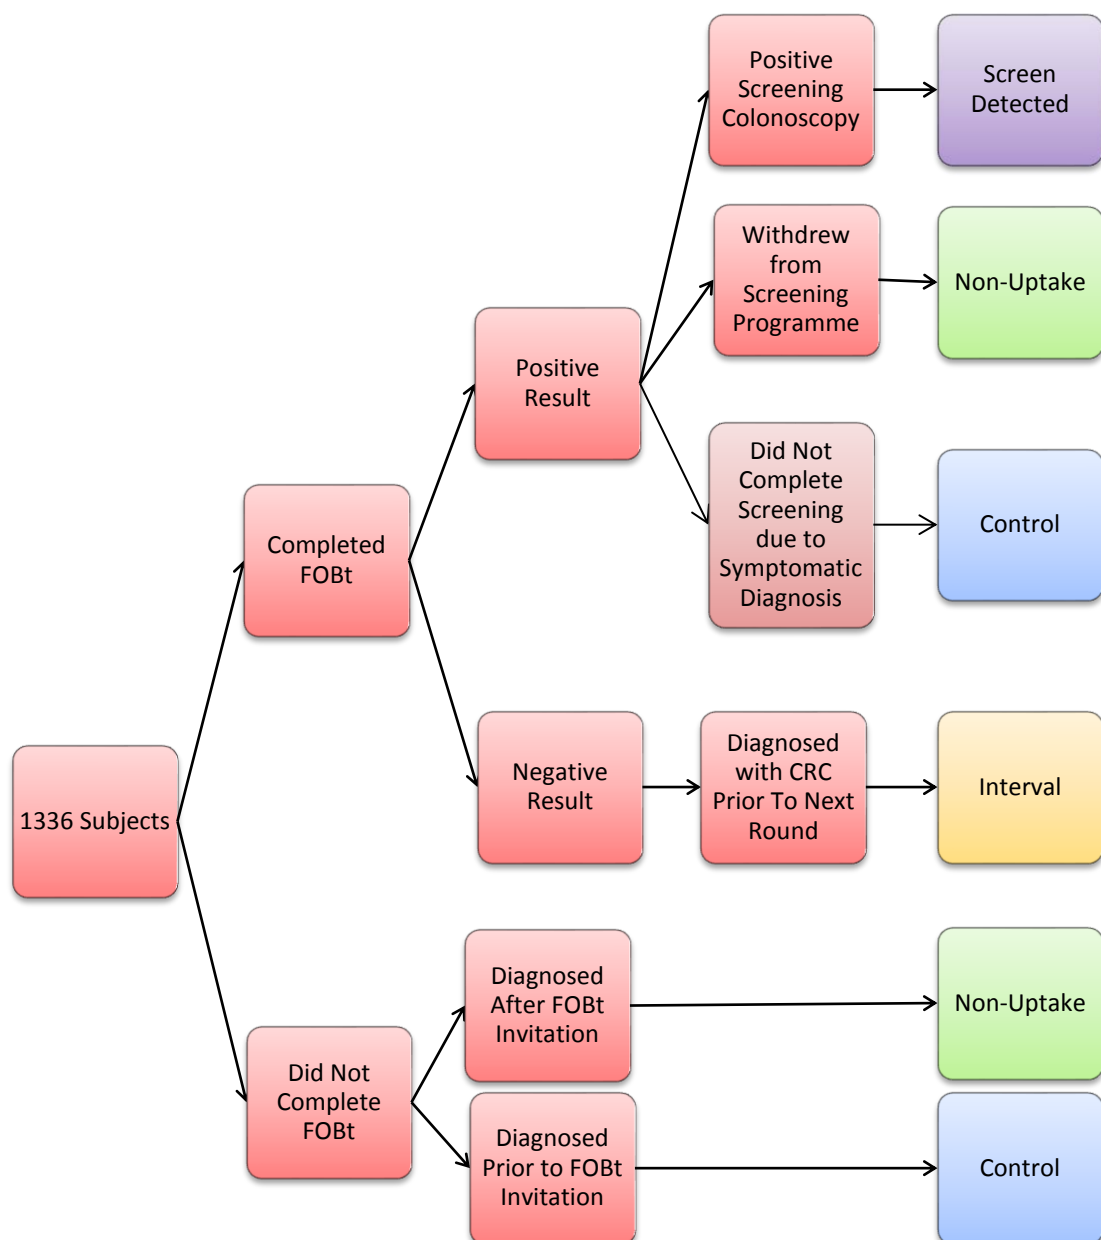 Positive
Screening
Colonoscopy
Screen
Detected
Withdrew
from
Screening
Programme
Non-Uptake
Positive
Result
Did Not
Complete
Screening
due to
Symptomatic
Diagnosis
Control
Completed
FOBt
Negative
Result
Diagnosed
with CRC
Prior To Next
Round
Interval
1336 Subjects
Diagnosed
After FOBt
Invitation
Non-Uptake
Did Not
Complete
FOBt
Diagnosed
Prior to FOBt
Invitation
Control